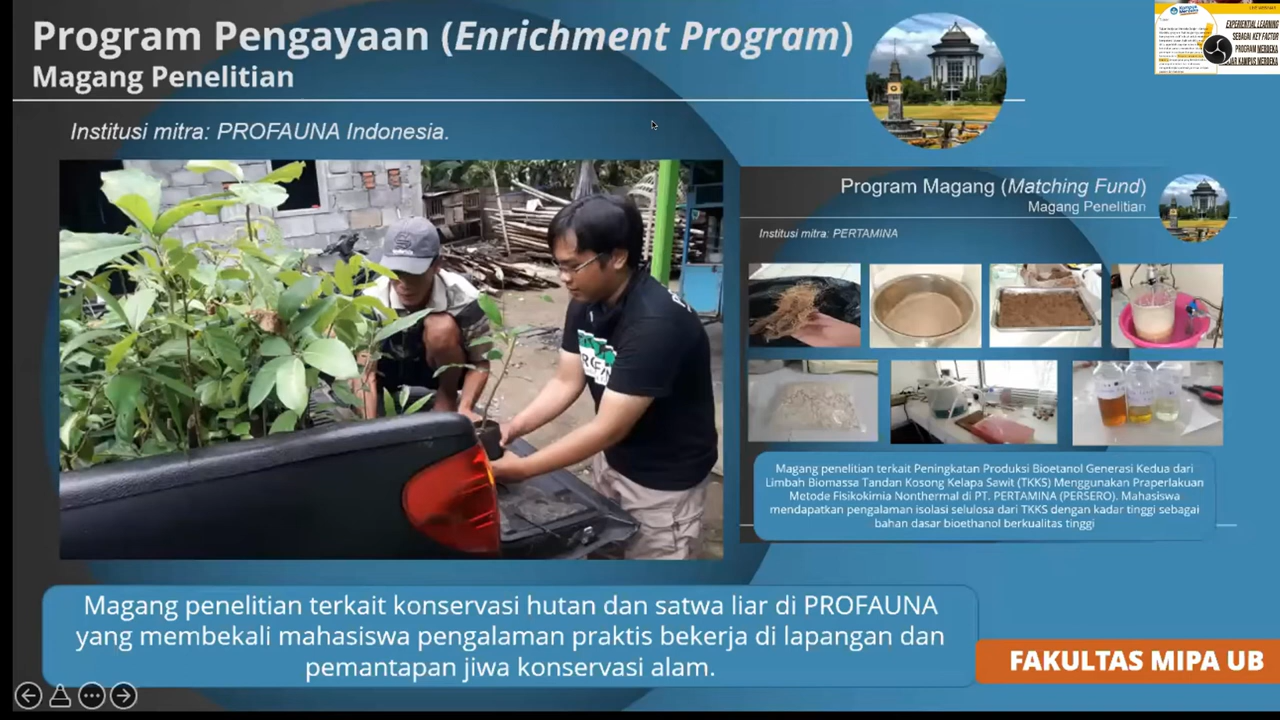 Program Pengayaan (Enrichment Program)
Magang Penelitian
Institusi mitra: PROFAUNA Indonesia.
EXPERIENTIAL LEARNING
SEBAGAI KEY FACTOR
PROGRAM MERDEKA
KAMPUS MERDEKA
Program Magang (Matching Fund)
Magang Penelitian
Institusi mitra: PERTAMINA
Magang penelitian terkait Peningkatan Produksi Bioetanol Generasi Kedua dari
Limbah Biomassa Tandan Kosong Kelapa Sawit (TKKS) Menggunakan Praperlakuan
Metode Fisikokimia Nonthermal di PT. PERTAMINA (PERSERO). Mahasiswa
mendapatkan pengalaman isolasi selulosa dari TKKS dengan kadar tinggi sebagai
bahan dasar bioethanol berkualitas tinggi
Magang penelitian terkait konservasi hutan dan satwa liar di PROFAUNA
yang membekali mahasiswa pengalaman praktis bekerja di lapangan dan
pemantapan jiwa konservasi alam.
FAKULTAS MIPA UB